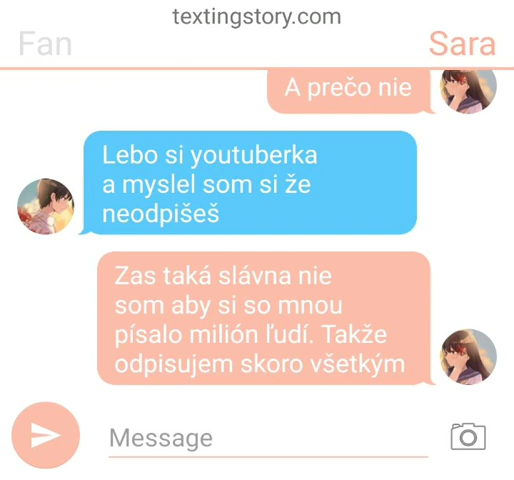 textingstory.com
Fan
Sara
A prečo nie
Lebo si youtuberka
a myslel som si že
neodpišeš
Zas taká slávna nie
som aby si so mnou
písalo milión ľudí. Takže
odpisujem skoro všetkým
Message